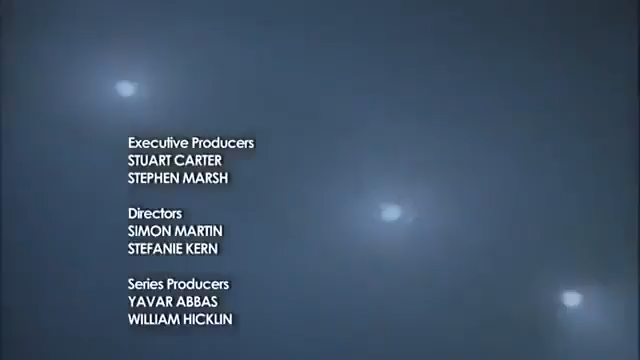 Executive Producers
STUART CARTER
STEPHEN MARSH
Directors
SIMON MARTIN
STEFANIE KERN
Series Producers
YAVAR ABBAS
WILLIAM HICKLIN